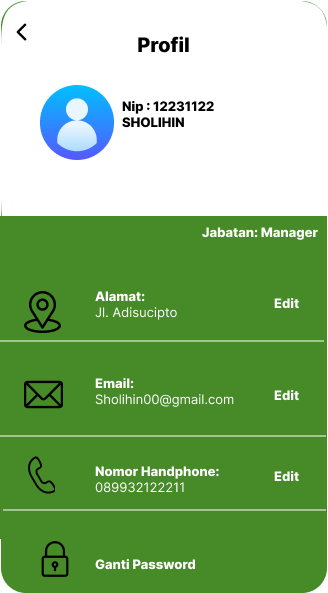 Profil
Nip : 12231122
SHOLIHIN
Jabatan: Manager
Alamat:
Jl. Adisucipto
Edit
Email:
Sholihin00@gmail.com
Edit
Nomor Handphone:
089932122211
Edit
Ganti Password